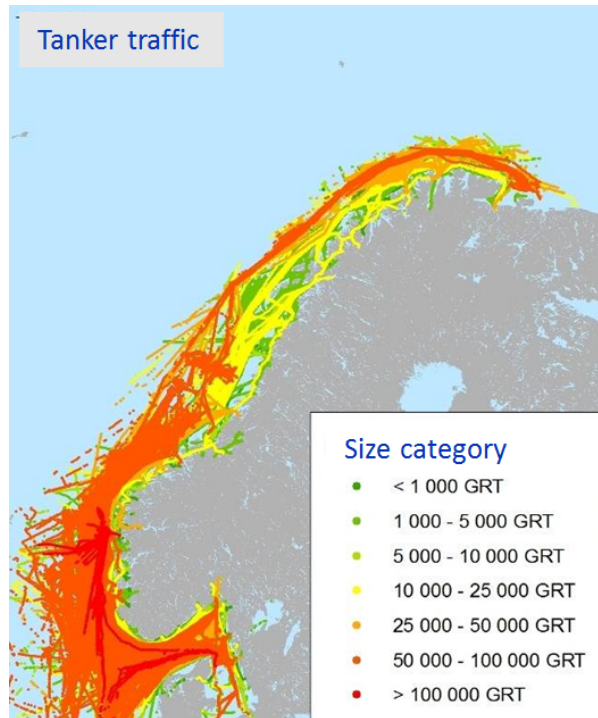 Tanker traffic
Size category
< 1 000 GRT
1 000 - 5 000 GRT
5 000 - 10 000 GRT
10 000 - 25 000 GRT
25 000 - 50 000 GRT
50 000 - 100 000 GRT
> 100 000 GRT